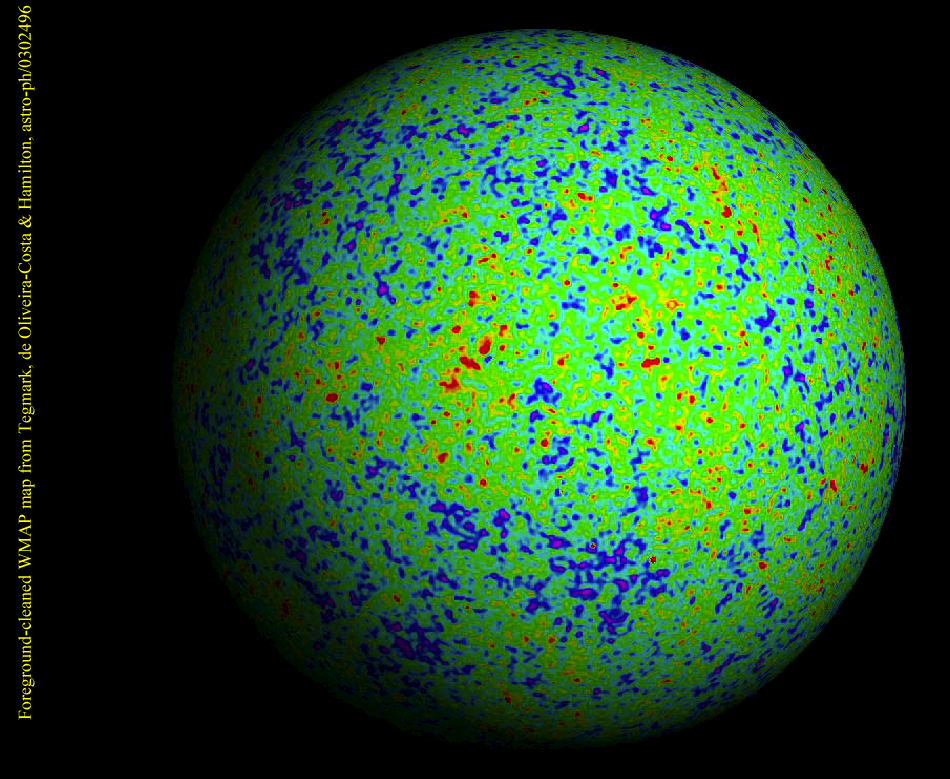 Foreground-cleaned WMAP map from Tegmark, de Oliveira-Costa & Hamilton, astro-ph/0302496